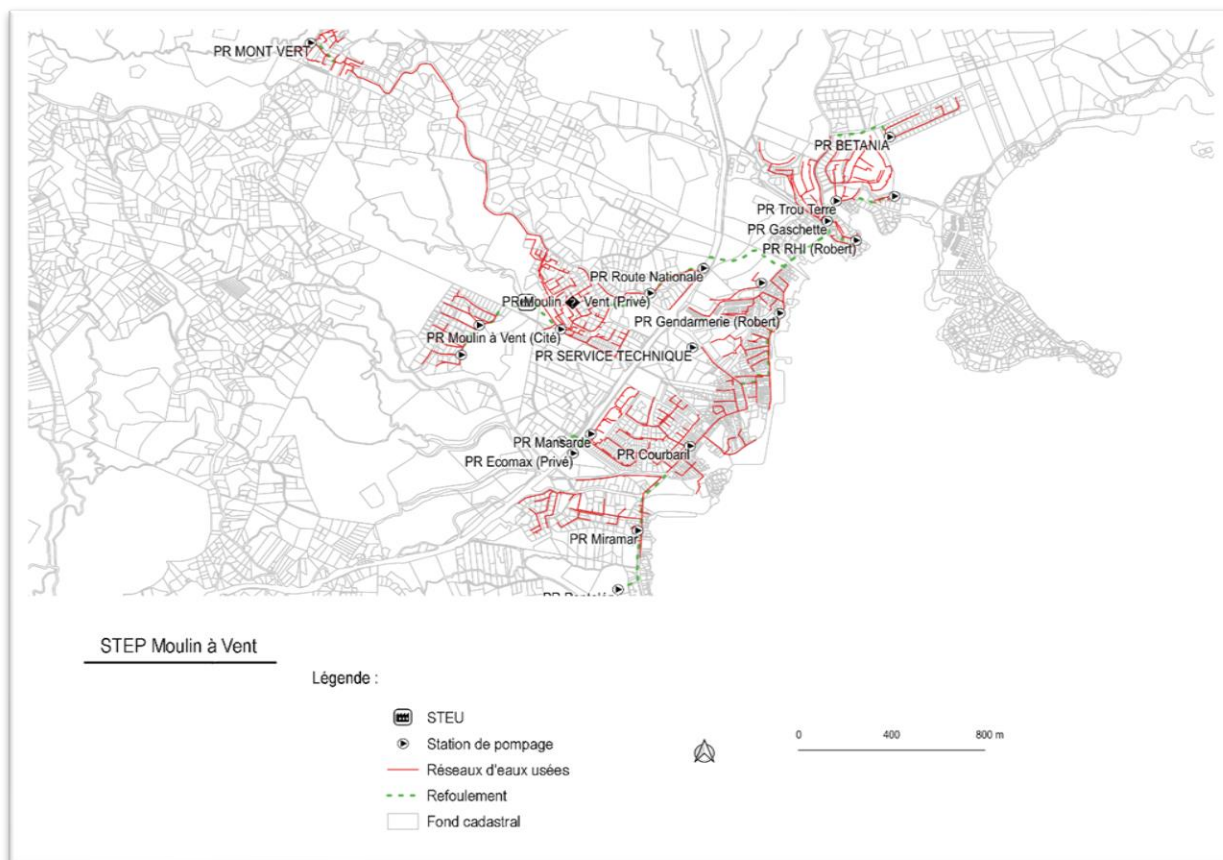 PR MONT VERT
PR BETANIA
PR Trou Terre
PR Gaschette
PR RHI (Robert)
PR Route Nationale
PR Moulin � Vent (Privé)
PR Gendarmerie (Robert)
PR Moulin à Vent (Cité)
PR SERVICE TECHNIQUE
PR Mansarde
PR Courbaril
PR Ecomax (Privé)
PR Miramar
STEP Moulin à Vent
Légende :
STEU
Station de pompage
Réseaux d'eaux usées
Refoulement
Fond cadastral
0 400 800 m